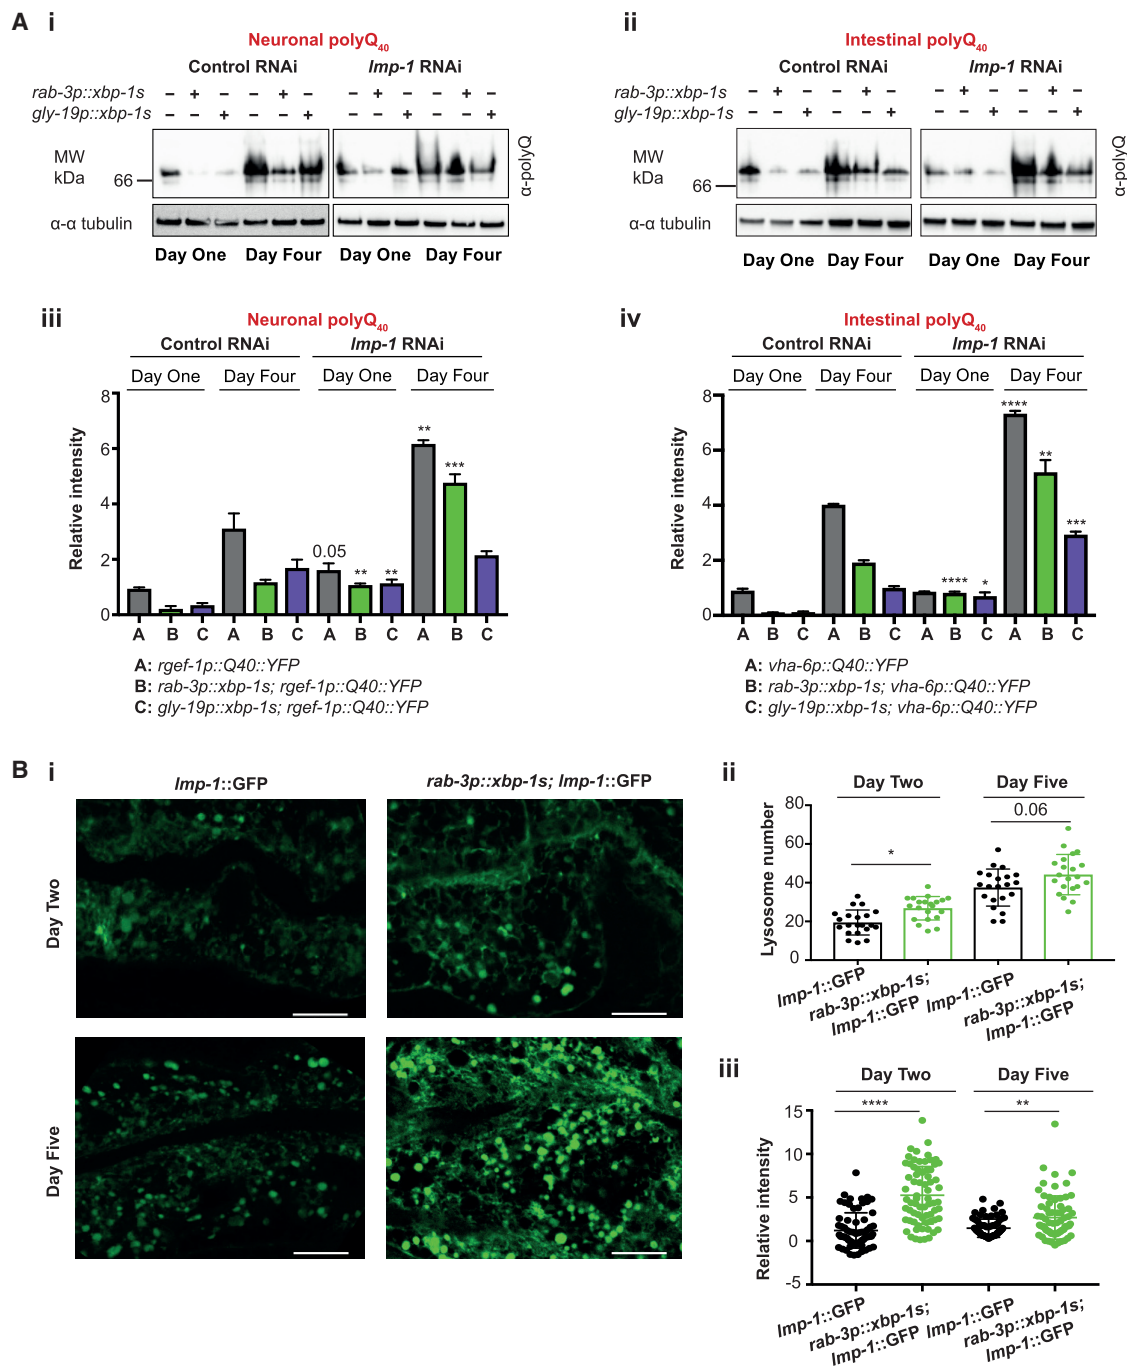 A i
Neuronal polyQ40
Control RNAi lmp-1 RNAi
rab-3p::xbp-1s – + – – + – – + – – + –
gly-19p::xbp-1s – – + – – + – – + – – +
MW
kDa
66
α-polyQ
α-α tubulin
Day One Day Four Day One Day Four
ii
Intestinal polyQ40
Control RNAi lmp-1 RNAi
rab-3p::xbp-1s – + – – + – – + – – + –
gly-19p::xbp-1s – – + – – + – – + – – +
MW
kDa
66
α-polyQ
α-α tubulin
Day One Day Four Day One Day Four
iii
Neuronal polyQ40
Control RNAi lmp-1 RNAi
Day One Day Four Day One Day Four
Relative intensity
8
6
4
2
0
0.05 ** ** ** ***
A B C A B C A B C A B C
A: rgef-1p::Q40::YFP
B: rab-3p::xbp-1s; rgef-1p::Q40::YFP
C: gly-19p::xbp-1s; rgef-1p::Q40::YFP
iv
Intestinal polyQ40
Control RNAi lmp-1 RNAi
Day One Day Four Day One Day Four
Relative intensity
8
6
4
2
0
**** * **** ** ***
A B C A B C A B C A B C
A: vha-6p::Q40::YFP
B: rab-3p::xbp-1s; vha-6p::Q40::YFP
C: gly-19p::xbp-1s; vha-6p::Q40::YFP
B i
lmp-1::GFP rab-3p::xbp-1s; lmp-1::GFP
Day Two
Day Five
ii
Day Two Day Five
Lysosome number
80
60
40
20
0
* 0.06
lmp-1::GFP
rab-3p::xbp-1s;
lmp-1::GFP
lmp-1::GFP
rab-3p::xbp-1s;
lmp-1::GFP
iii
Day Two Day Five
**** **
Relative intensity
15
10
5
0
-5
lmp-1::GFP
rab-3p::xbp-1s;
lmp-1::GFP
lmp-1::GFP
rab-3p::xbp-1s;
lmp-1::GFP